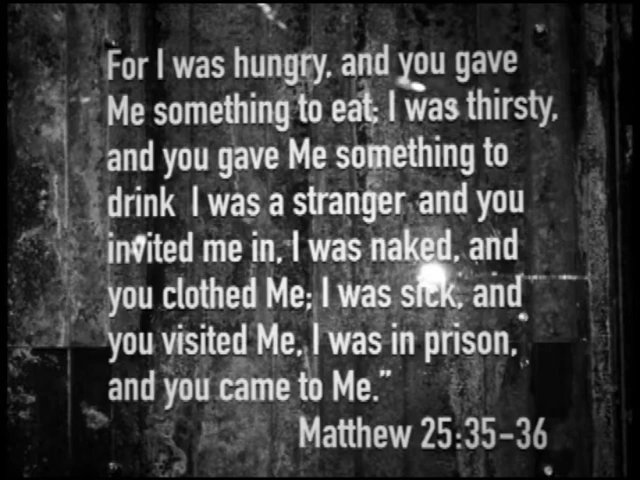 For I was hungry, and you gave
Me something to eat; I was thirsty,
and you gave Me something to
drink I was a stranger and you
invited me in, I was naked, and
you clothed Me; I was sick, and
you visited Me, I was in prison,
and you came to Me.”
Matthew 25:35-36